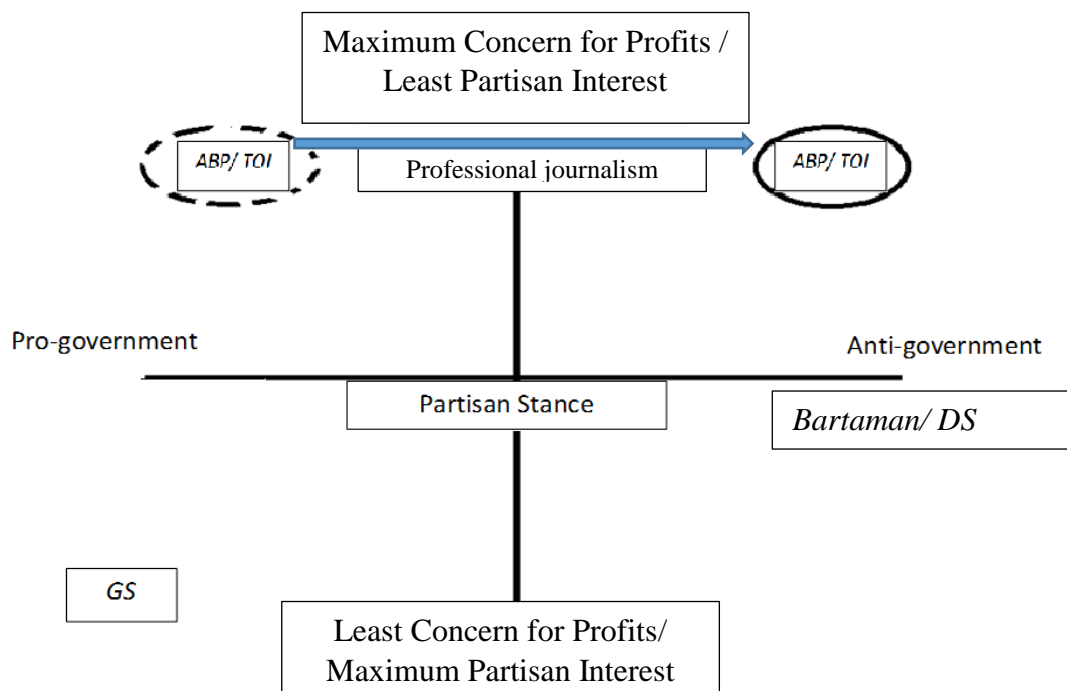 Maximum Concern for Profits /
Least Partisan Interest
ABP/ TOI
Professional journalism
ABP/ TOI
Pro-government
Anti-government
Partisan Stance
Bartaman/ DS
GS
Least Concern for Profits/
Maximum Partisan Interest